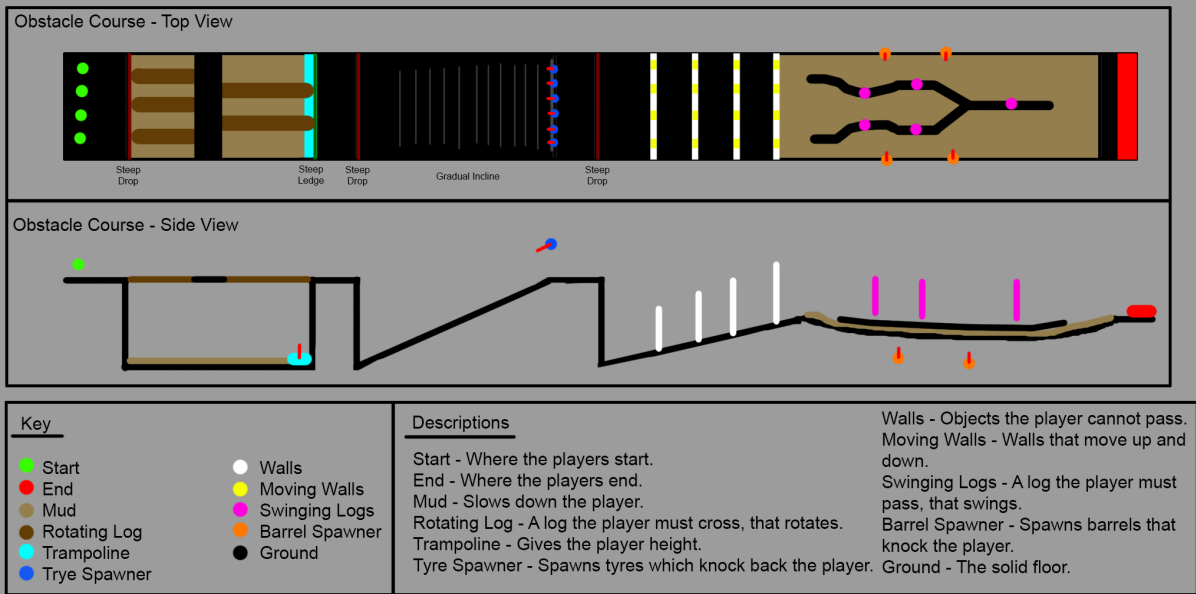 Obstacle Course - Top View
Steep
Drop
Steep
Ledge
Steep
Drop
Gradual Incline
Steep
Drop
Obstacle Course - Side View
Key
Start
End
Mud
Rotating Log
Trampoline
Trye Spawner
Walls
Moving Walls
Swinging Logs
Barrel Spawner
Ground
Descriptions
Start - Where the players start.
End - Where the players end.
Mud - Slows down the player.
Rotating Log - A log the player must cross, that rotates.
Trampoline - Gives the player height.
Tyre Spawner - Spawns tyres which knock back the player.
Walls - Objects the player cannot pass.
Moving Walls - Walls that move up and
down.
Swinging Logs - A log the player must
pass, that swings.
Barrel Spawner - Spawns barrels that
knock the player.
Ground - The solid floor.